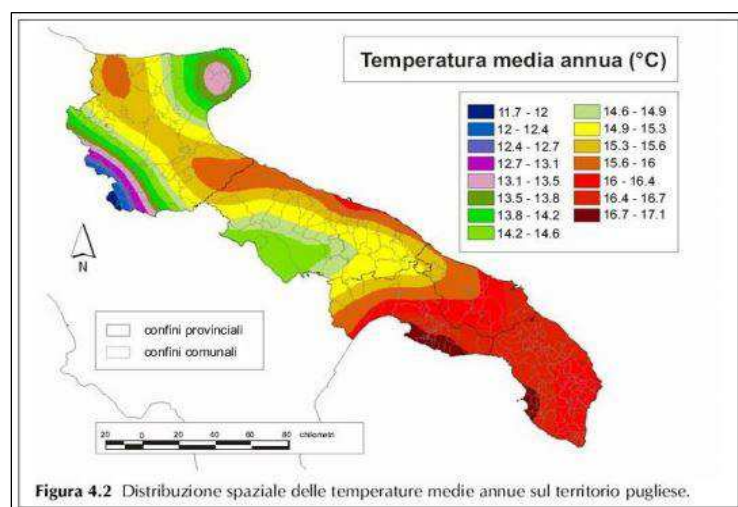 Temperatura media annua (°C)
11.7 - 12
12 - 12.4
12.4 - 12.7
12.7 - 13.1
13.1 - 13.5
13.5 - 13.8
13.8 - 14.2
14.2 - 14.6
14.6 - 14.9
14.9 - 15.3
15.3 - 15.6
15.6 - 16
16 - 16.4
16.4 - 16.7
16.7 - 17.1
N
confini provinciali
confini comunali
20 0 20 40 60 80 chilometri
Figura 4.2 Distribuzione spaziale delle temperature medie annue sul territorio pugliese.